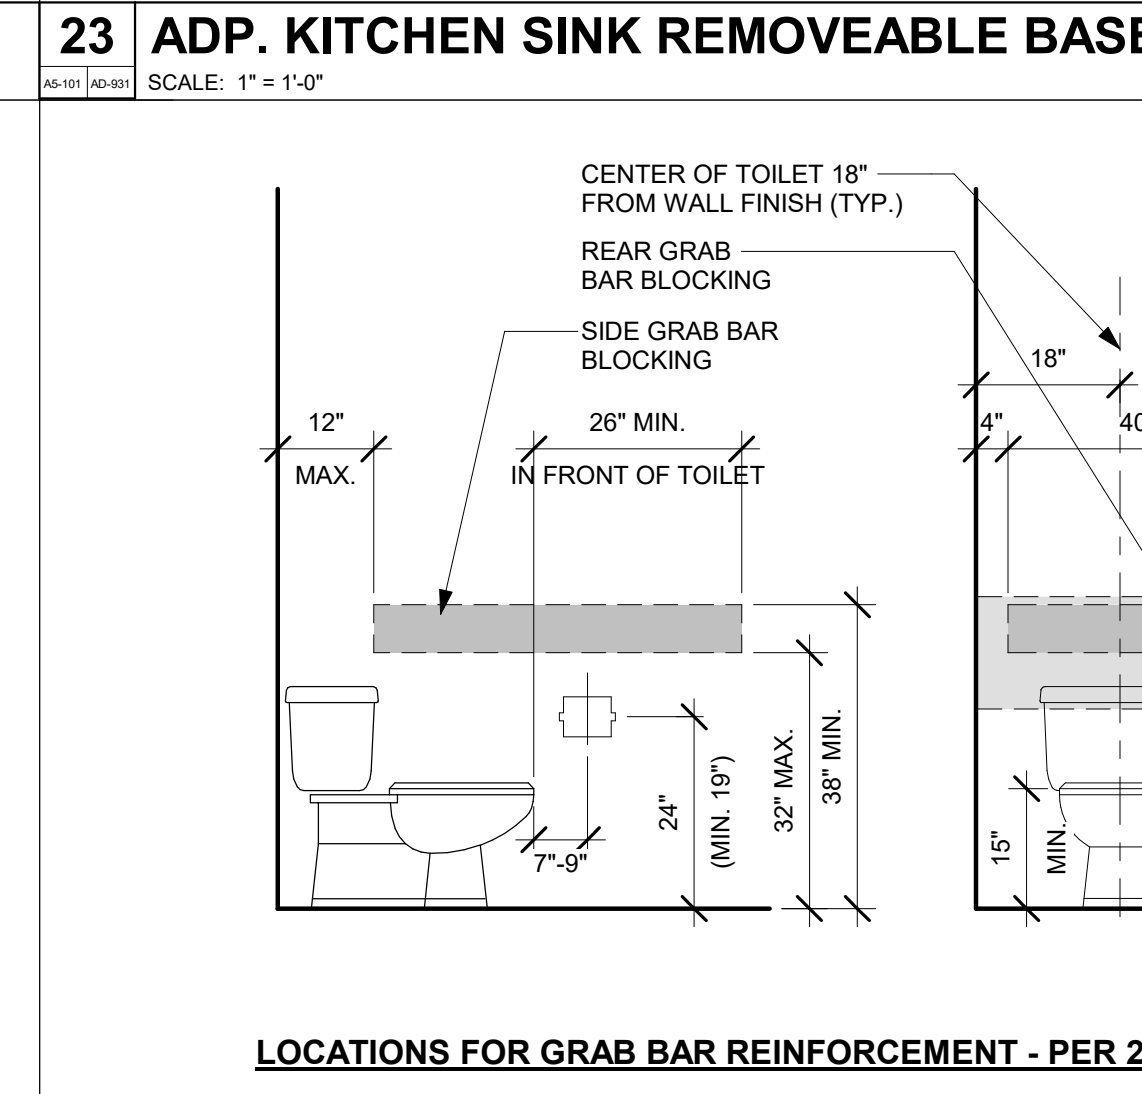 23
ADP. KITCHEN SINK REMOVEABLE BASE
A5-101 AD-931
SCALE: 1" = 1'-0"
CENTER OF TOILET 18"
FROM WALL FINISH (TYP.)
REAR GRAB
BAR BLOCKING
SIDE GRAB BAR
BLOCKING
12"
MAX.
26" MIN.
IN FRONT OF TOILET
18"
4"
40
7"-9"
24"
(MIN. 19")
32" MAX.
38" MIN.
15"
MIN.
LOCATIONS FOR GRAB BAR REINFORCEMENT - PER 2